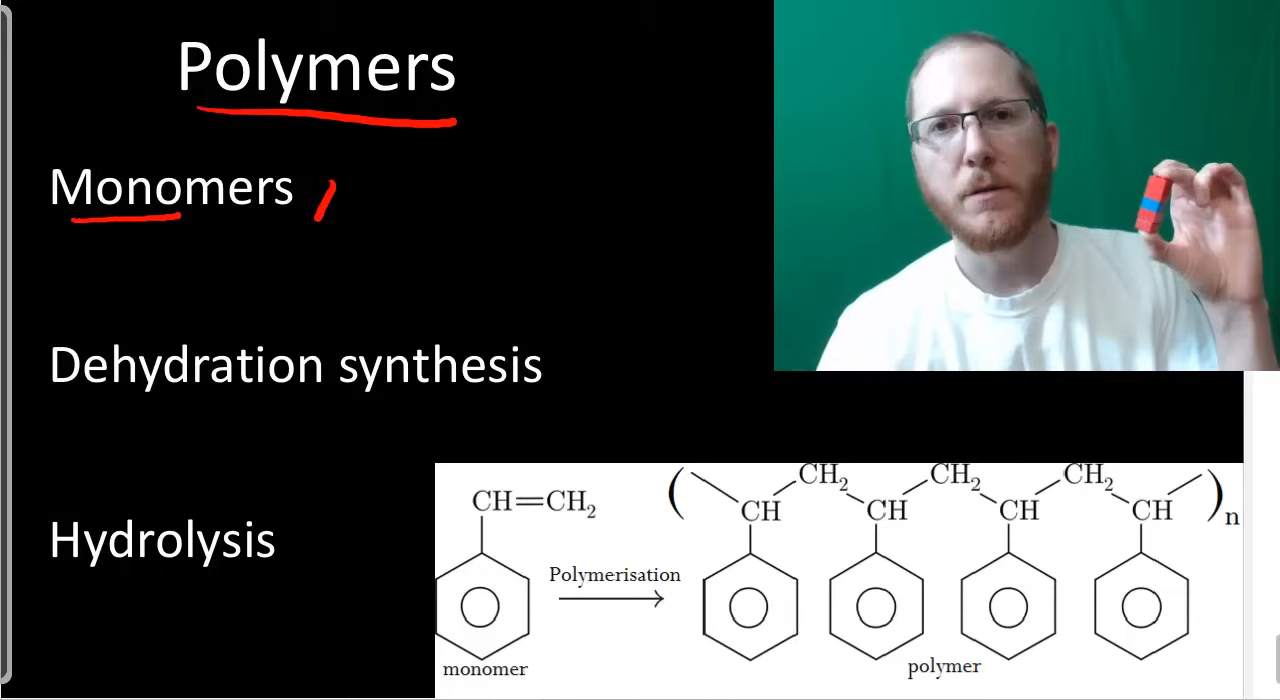 Polymers
Monomers
Dehydration synthesis
Hydrolysis
CH=CH₂
Polymerisation
monomer
( CH₂ CH₂ CH₂ )n
CH CH CH CH
polymer